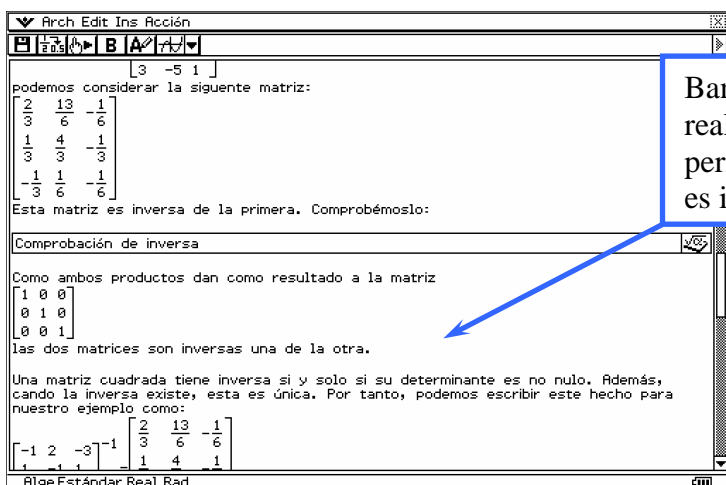 Arch Edit Ins Acción
B
[3 -5 1]
podemos considerar la siguente matriz:
[2/3 13/6 -1/6]
[1/3 4/3 -1/3]
[-1/3 1/6 -1/6]
Esta matriz es inversa de la primera. Comprobémoslo:
Comprobación de inversa
Como ambos productos dan como resultado a la matriz
[1 0 0]
[0 1 0]
[0 0 1]
las dos matrices son inversas una de la otra.
Una matriz cuadrada tiene inversa si y solo si su determinante es no nulo. Además,
cando la inversa existe, esta es única. Por tanto, podemos escribir este hecho para
nuestro ejemplo como:
[2/3 13/6 -1/6]
[-1 2 -3]⁻¹
Alge Estándar Real Rad
es